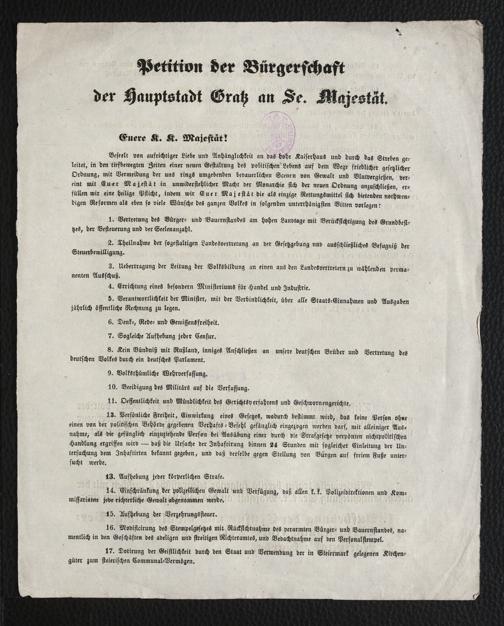 Petition der Bürgerschaft
der Hauptstadt Gratz an Se. Majestät.
Euere K. K. Majestät!
Beseelt von aufrichtiger Liebe und Anhänglichkeit an das hohe Kaiserhaus und durch das Streben ge-
leitet, in den tiefbewegten Zeiten einer neuen Gestaltung des politischen Lebens auf dem Wege friedlicher gesetzlicher
Ordnung, mit Vermeidung der uns rings umgebenden bedauerlichen Scenen von Gewalt und Blutvergießen, ver-
eint mit Euer Majestät in unwiderstehlicher Macht der Monarchie sich der neuen Ordnung anzuschließen, er-
füllen wir eine heilige Pflicht, indem wir Euer Majestät die als einzige Rettungsmittel sich bietenden nothwen-
digen Reformen als eben so viele Wünsche des ganzen Volkes in folgenden unterthänigsten Bitten vorlegen!
1. Vertretung des Bürger- und Bauernstandes am hohen Landtage mit Berücksichtigung des Grundbesit-
zes, der Besteuerung und der Seelenanzahl.
2. Theilnahme der sogestaltigen Landesvertretung an der Gesetzgebung und ausschließliches Befugniß der
Steuerbewilligung.
3. Uebertragung der Leitung der Volksbildung an einen aus den Landesvertretern zu wählenden perma-
nenten Ausschuß.
4. Errichtung eines besondern Ministeriums für Handel und Industrie.
5. Verantwortlichkeit der Minister, mit der Verbindlichkeit, über alle Staats-Einnahmen und Ausgaben
jährlich öffentliche Rechnung zu legen.
6. Denk-, Rede- und Gewissensfreiheit.
7. Sogleiche Aufhebung jeder Censur.
8. Kein Bündniß mit Rußland, inniges Anschließen an unsere deutschen Brüder und Vertretung des
deutschen Volkes durch ein deutsches Parlament.
9. Volksthümliche Wehrverfassung.
10. Beeidigung des Militärs auf die Verfassung.
11. Oeffentlichkeit und Mündlichkeit des Gerichtsverfahrens und Geschwornengerichte.
13. Persönliche Freiheit, Einwirkung eines Gesetzes, wodurch bestimmt wird, daß keine Person ohne
einen von der politischen Behörde gegebenen Verhafts-Befehl gefänglich eingezogen werden darf, mit alleiniger Aus-
nahme, als die gefänglich einzuziehende Person bei Ausübung einer durch die Strafgesetze verpönten nichtpolitischen
Handlung ergriffen wird — daß die Ursache der Inhaftirung binnen 24 Stunden mit sogleicher Einleitung der Un-
tersuchung dem Inhaftirten bekannt gegeben, und daß derselbe gegen Stellung von Bürgen auf freiem Fuße unter-
sucht werde.
13. Aufhebung jeder körperlichen Strafe.
14. Einschränkung der polizeilichen Gewalt und Verfügung, daß allen k. k. Polizeidirektionen und Kom-
missariaten jede richterliche Gewalt abgenommen werde.
15. Aufhebung der Verzehrungssteuer.
16. Modifizirung des Stempelgesetzes mit Rücksichtnahme des verarmten Bürger- und Bauernstandes, na-
mentlich in den Geschäften des adeligen und streitigen Richteramtes, und Bedachtnahme auf den Personalstempel.
17. Dotirung der Geistlichkeit durch den Staat und Verwendung der in Steiermark gelegenen Kirchen-
güter zum steierischen Communal-Vermögen.